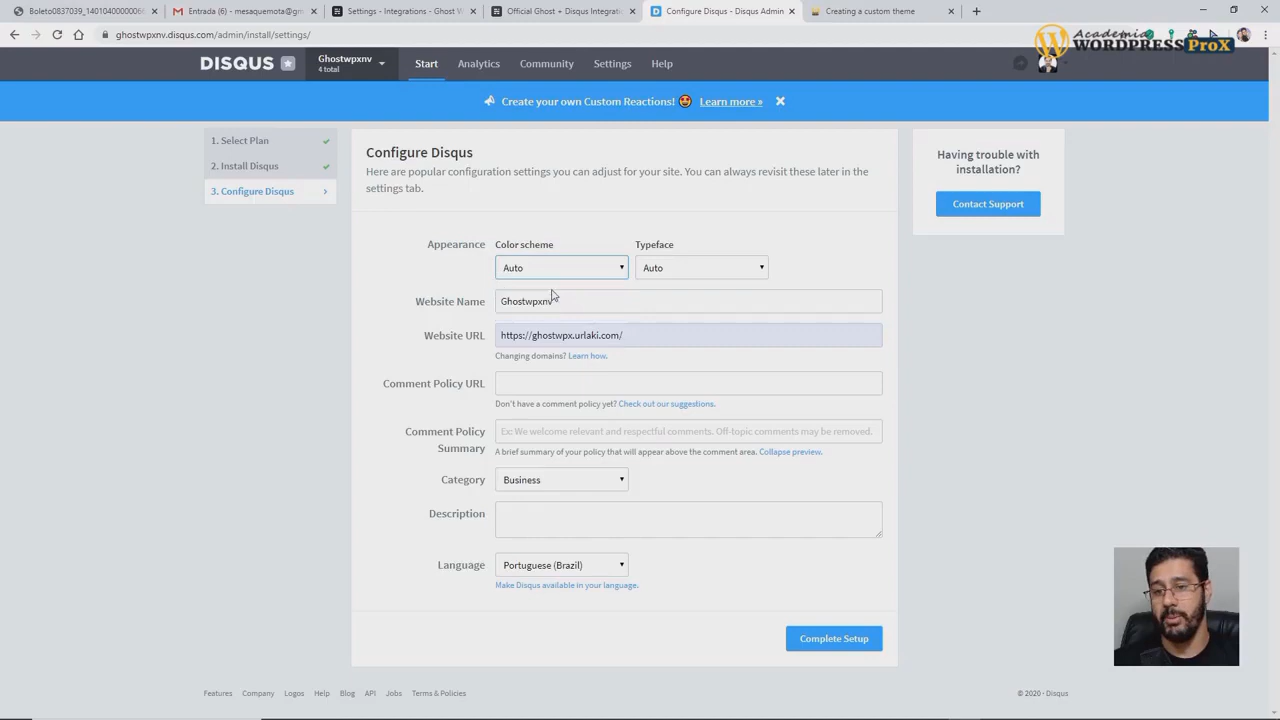 Boleto0837039_14010400000066
Entrada (6) - mesaquemota@gm
Settings - Integrations - Ghost W
Official Ghost + Disqus Integration
Configure Disqus - Disqus Admin
Creating a custom theme
ghostwpxnv.disqus.com/admin/install/settings/
Academia
WORDPRESS ProX
DISQUS
Ghostwpxnv
4 total
Start
Analytics
Community
Settings
Help
Create your own Custom Reactions! 🤩 Learn more »
1. Select Plan
2. Install Disqus
3. Configure Disqus
Configure Disqus
Here are popular configuration settings you can adjust for your site. You can always revisit these later in the
settings tab.
Appearance
Color scheme
Typeface
Auto
Auto
Website Name
Ghostwpxnv
Website URL
https://ghostwpx.urlaki.com/
Changing domains? Learn how.
Comment Policy URL
Don't have a comment policy yet? Check out our suggestions.
Comment Policy
Summary
Ex: We welcome relevant and respectful comments. Off-topic comments may be removed.
A brief summary of your policy that will appear above the comment area. Collapse preview.
Category
Business
Description
Language
Portuguese (Brazil)
Make Disqus available in your language.
Complete Setup
Having trouble with
installation?
Contact Support
Features
Company
Logos
Help
Blog
API
Jobs
Terms & Policies
© 2020 - Disqus